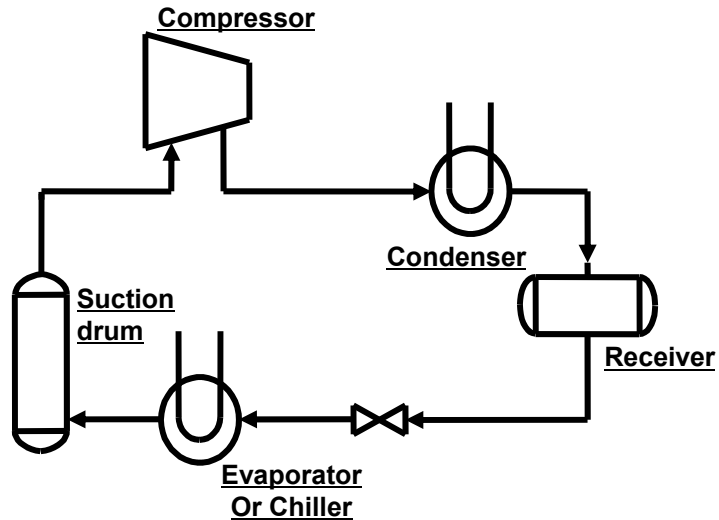 Compressor
Condenser
Suction
drum
Receiver
Evaporator
Or Chiller